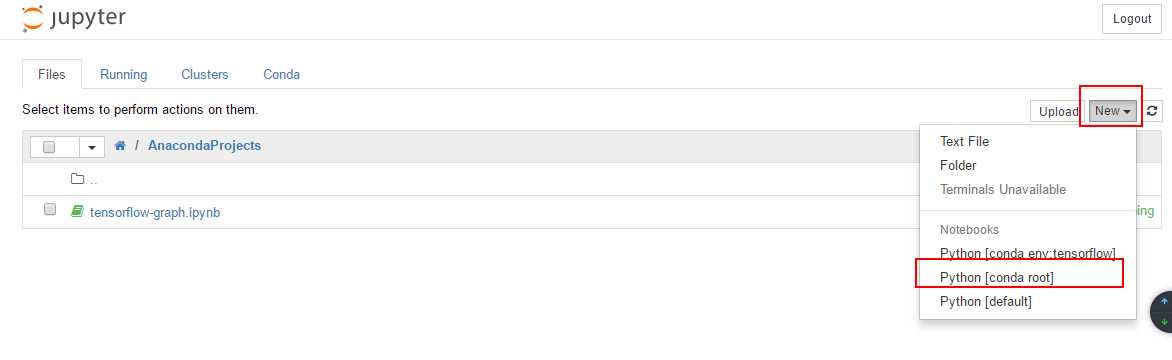 jupyter
Logout
Files Running Clusters Conda
Select items to perform actions on them.
Upload New
/ AnacondaProjects
..
tensorflow-graph.ipynb
ing
Text File
Folder
Terminals Unavailable
Notebooks
Python [conda env:tensorflow]
Python [conda root]
Python [default]